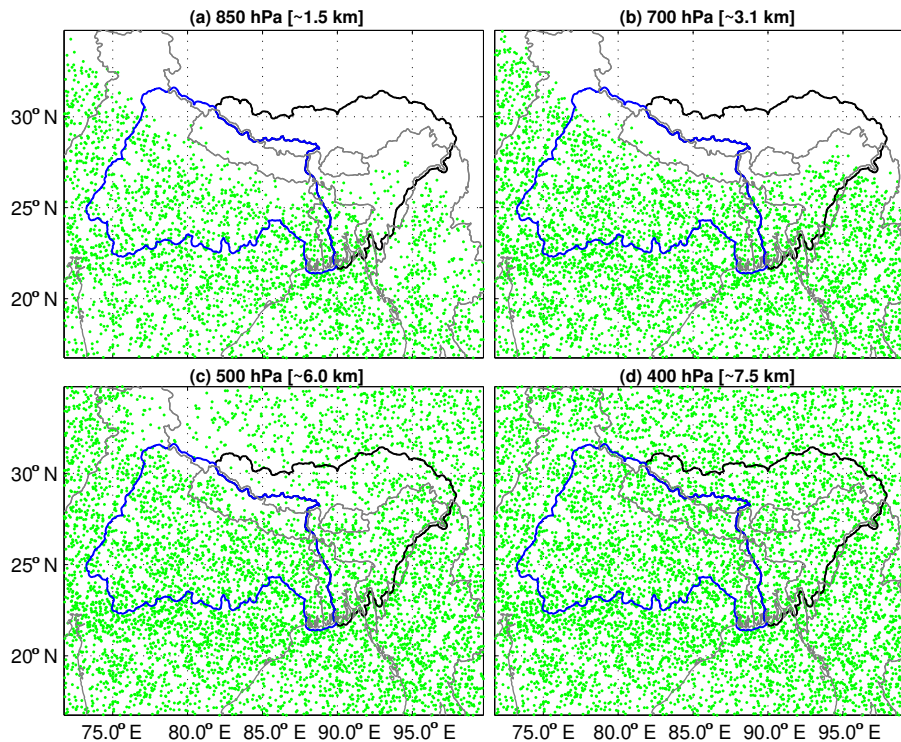 (a) 850 hPa [~1.5 km]
(b) 700 hPa [~3.1 km]
30° N
25° N
20° N
(c) 500 hPa [~6.0 km]
(d) 400 hPa [~7.5 km]
30° N
25° N
20° N
75.0° E 80.0° E 85.0° E 90.0° E 95.0° E
75.0° E 80.0° E 85.0° E 90.0° E 95.0° E